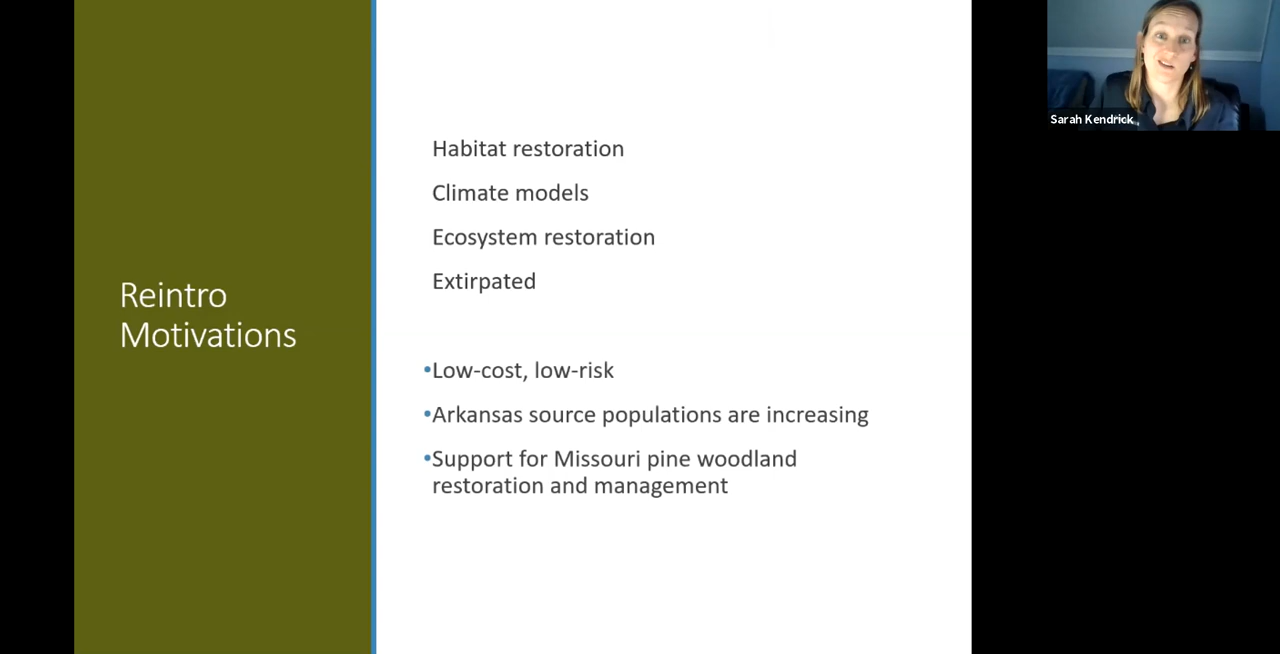 Reintro
Motivations
Habitat restoration
Climate models
Ecosystem restoration
Extirpated
•Low-cost, low-risk
•Arkansas source populations are increasing
•Support for Missouri pine woodland
restoration and management
Sarah Kendrick